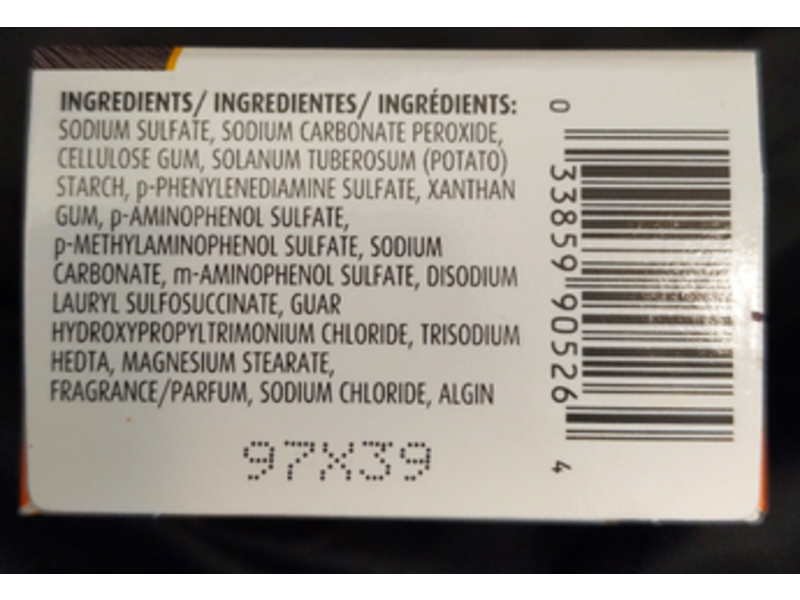 INGREDIENTS/ INGREDIENTES/ INGRÉDIENTS:
SODIUM SULFATE, SODIUM CARBONATE PEROXIDE,
CELLULOSE GUM, SOLANUM TUBEROSUM (POTATO)
STARCH, p-PHENYLENEDIAMINE SULFATE, XANTHAN
GUM, p-AMINOPHENOL SULFATE,
p-METHYLAMINOPHENOL SULFATE, SODIUM
CARBONATE, m-AMINOPHENOL SULFATE, DISODIUM
LAURYL SULFOSUCCINATE, GUAR
HYDROXYPROPYLTRIMONIUM CHLORIDE, TRISODIUM
HEDTA, MAGNESIUM STEARATE,
FRAGRANCE/PARFUM, SODIUM CHLORIDE, ALGIN
97X39
0 33859 90526 4